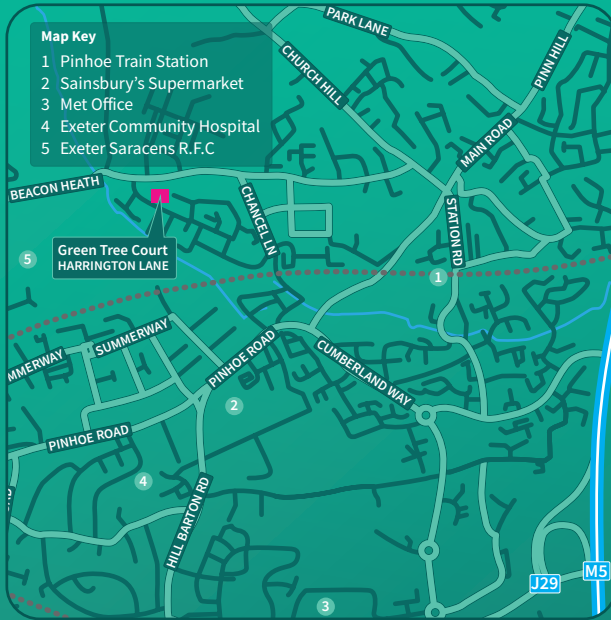 Map Key
1 Pinhoe Train Station
2 Sainsbury's Supermarket
3 Met Office
4 Exeter Community Hospital
5 Exeter Saracens R.F.C
PARK LANE
CHURCH HILL
PINN HILL
MAIN ROAD
BEACON HEATH
CHANCEL LN
STATION RD
Green Tree Court
HARRINGTON LANE
5
1
SUMMERWAY
MMERWAY
PINHOE ROAD
CUMBERLAND WAY
2
PINHOE ROAD
4
HILL BARTON RD
3
J29
M5